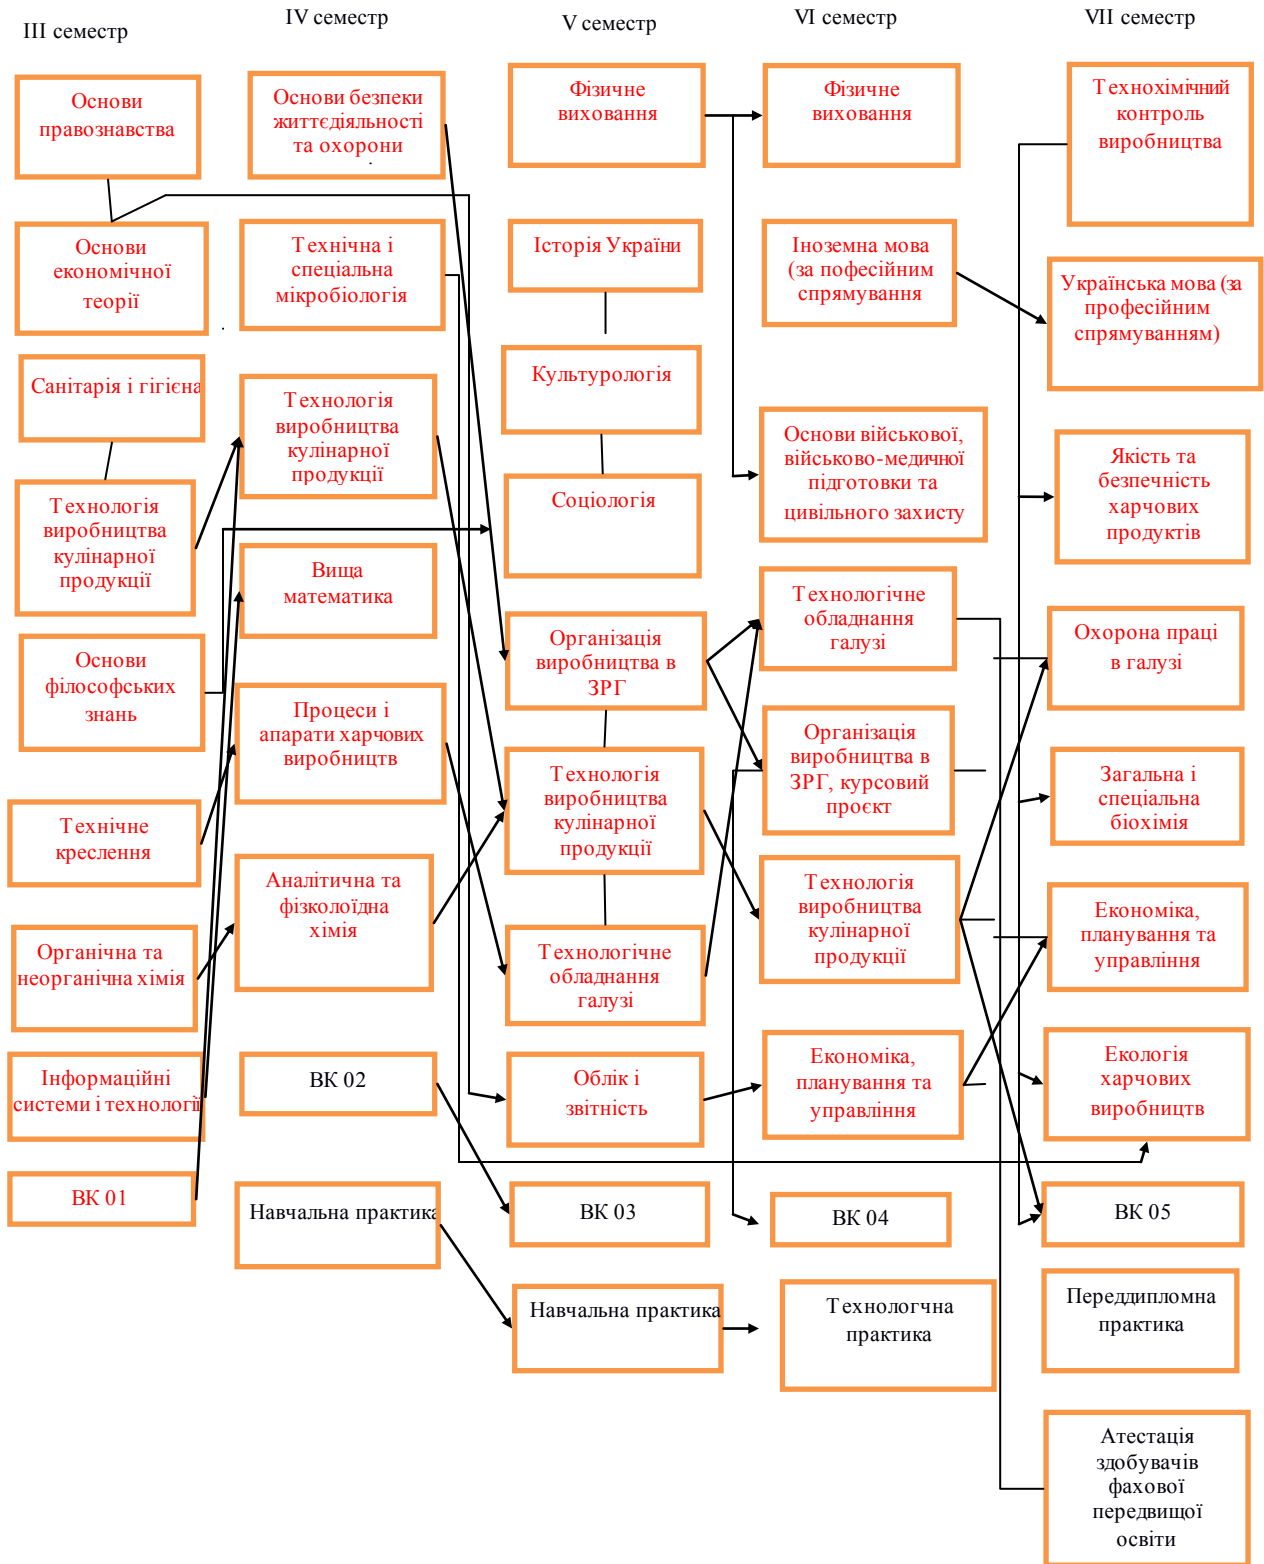 III семестр
IV семестр
V семестр
VI семестр
VII семестр
Основи
правознавства
Основи
економічної
теорії
Санітарія і гігієна
Технологія
виробництва
кулінарної
продукції
Основи
філософських
знань
Технічне
креслення
Органічна та
неорганічна хімія
Інформаційні
системи і технології
ВК 01
Основи безпеки
життєдіяльності
та охорони
Технічна і
спеціальна
мікробіологія
Технологія
виробництва
кулінарної
продукції
Вища
математика
Процеси і
апарати харчових
виробництв
Аналітична та
фізколоїдна
хімія
ВК 02
Навчальна практика
Фізичне
виховання
Історія України
Культурологія
Соціологія
Організація
виробництва в
ЗРГ
Технологія
виробництва
кулінарної
продукції
Технологічне
обладнання
галузі
Облік і
звітність
ВК 03
Навчальна практика
Фізичне
виховання
Іноземна мова
(за пофесійним
спрямування
Основи військової,
військово-медичної
підготовки та
цивільного захисту
Технологічне
обладнання
галузі
Організація
виробництва в
ЗРГ, курсовий
проєкт
Технологія
виробництва
кулінарної
продукції
Економіка,
планування та
управління
ВК 04
Технологчна
практика
Технохімічний
контроль
виробництва
Українська мова (за
професійним
спрямуванням)
Якість та
безпечність
харчових
продуктів
Охорона праці
в галузі
Загальна і
спеціальна
біохімія
Економіка,
планування та
управління
Екологія
харчових
виробництв
ВК 05
Переддипломна
практика
Атестація
здобувачів
фахової
передвищої
освіти